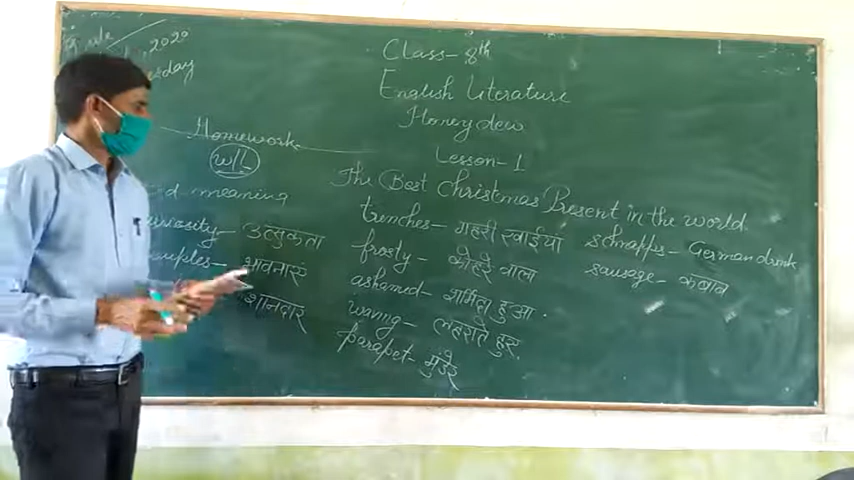 2020
Class - 8th
English Literature
Honeydew
Homework
w/L
Lesson - 1
The (Best Christmas Present in the World)
meaning
trenches - गहरी खाईयां
schnapps - German drink
उत्सुकता
frosty - कोहरे वाला
sausage - कबाब
ashamed - शर्मिंदा हुआ.
शानदार
waving - लहराते हुए
parapet - मुंडेर